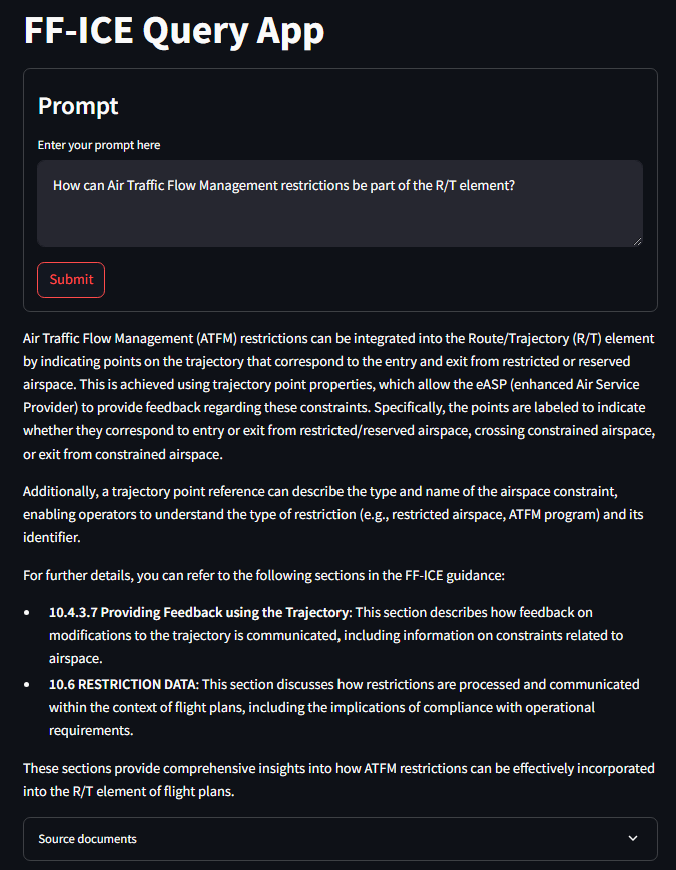 FF-ICE Query App
Prompt
Enter your prompt here
How can Air Traffic Flow Management restrictions be part of the R/T element?
Submit
Air Traffic Flow Management (ATFM) restrictions can be integrated into the Route/Trajectory (R/T) element
by indicating points on the trajectory that correspond to the entry and exit from restricted or reserved
airspace. This is achieved using trajectory point properties, which allow the eASP (enhanced Air Service
Provider) to provide feedback regarding these constraints. Specifically, the points are labeled to indicate
whether they correspond to entry or exit from restricted/reserved airspace, crossing constrained airspace,
or exit from constrained airspace.
Additionally, a trajectory point reference can describe the type and name of the airspace constraint,
enabling operators to understand the type of restriction (e.g., restricted airspace, ATFM program) and its
identifier.
For further details, you can refer to the following sections in the FF-ICE guidance:
• 10.4.3.7 Providing Feedback using the Trajectory: This section describes how feedback on
modifications to the trajectory is communicated, including information on constraints related to
airspace.
• 10.6 RESTRICTION DATA: This section discusses how restrictions are processed and communicated
within the context of flight plans, including the implications of compliance with operational
requirements.
These sections provide comprehensive insights into how ATFM restrictions can be effectively incorporated
into the R/T element of flight plans.
Source documents